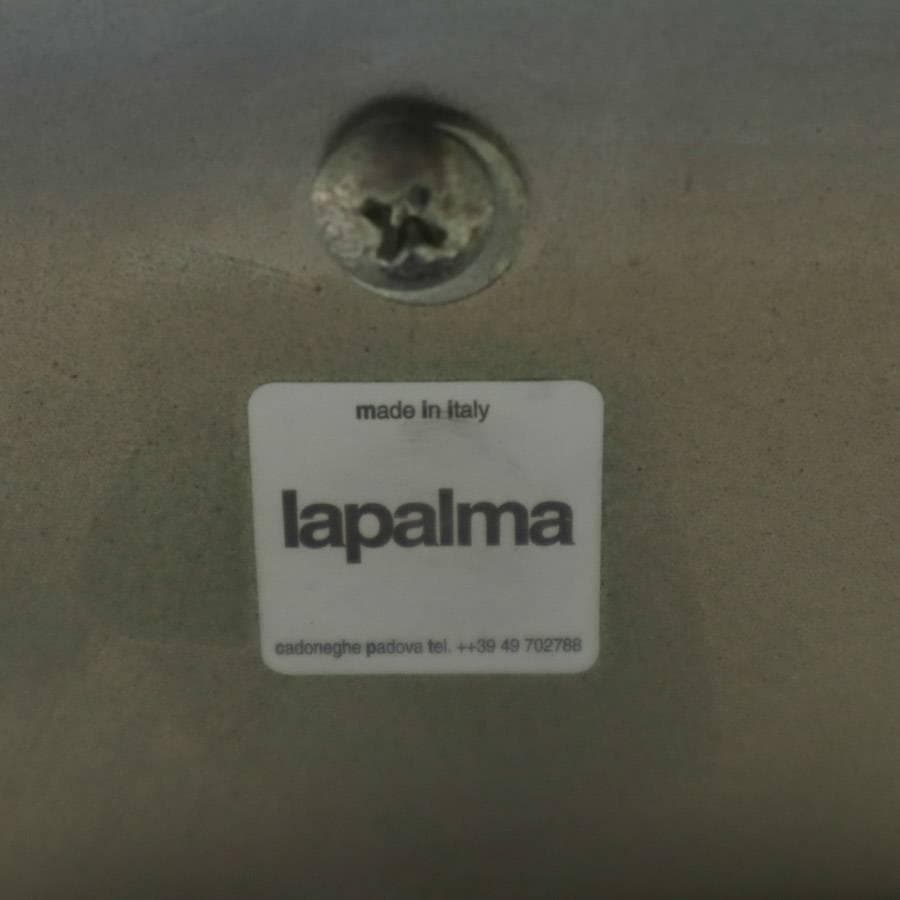 made in italy
lapalma
cadoneghe padova tel. ++39 49 702788